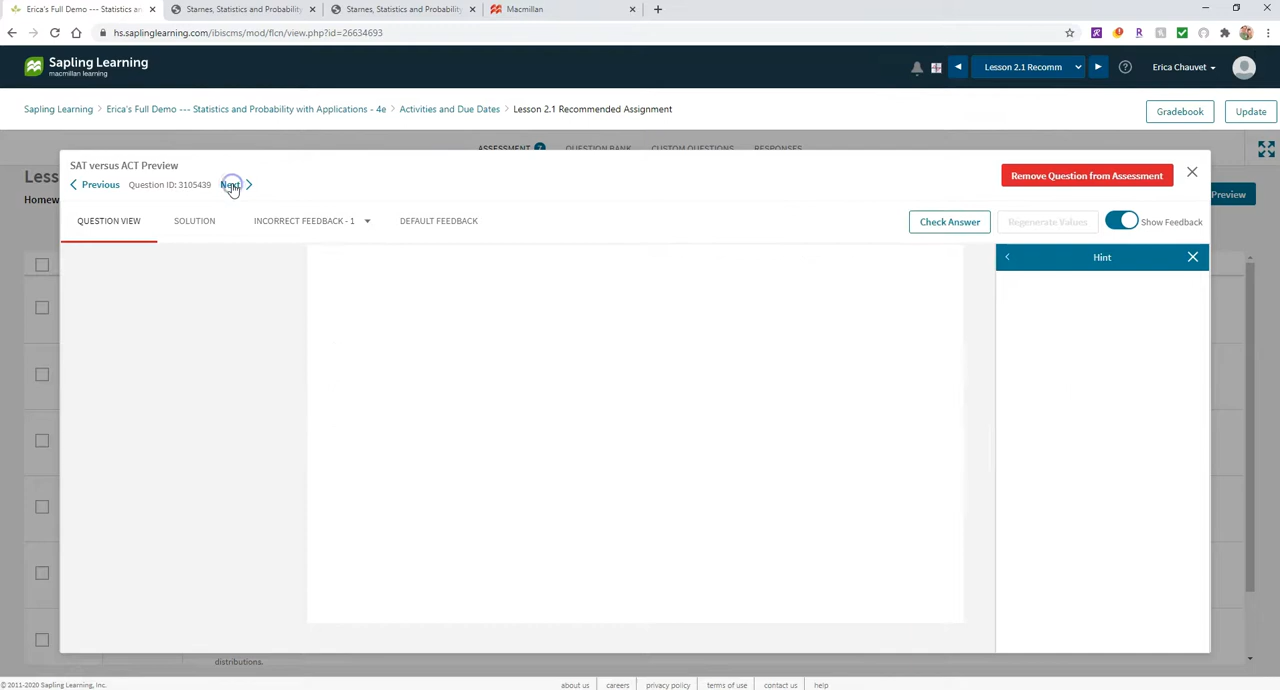 Erica's Full Demo --- Statistics an
Starnes, Statistics and Probability
Starnes, Statistics and Probability
Macmillan
hs.saplinglearning.com/ibiscms/mod/flcn/view.php?id=26634693
Sapling Learning
macmillan learning
Lesson 2.1 Recomm
Erica Chauvet
Sapling Learning > Erica's Full Demo --- Statistics and Probability with Applications - 4e > Activities and Due Dates > Lesson 2.1 Recommended Assignment
Gradebook
Update
ASSESSMENT 7
QUESTION BANK
CUSTOM QUESTIONS
RESPONSES
Less
Homew
Preview
SAT versus ACT Preview
Previous
Question ID: 3105439
Next
Remove Question from Assessment
QUESTION VIEW
SOLUTION
INCORRECT FEEDBACK - 1
DEFAULT FEEDBACK
Check Answer
Regenerate Values
Show Feedback
Hint
distributions.
©2011-2020 Sapling Learning, Inc.
about us
careers
privacy policy
terms of use
contact us
help